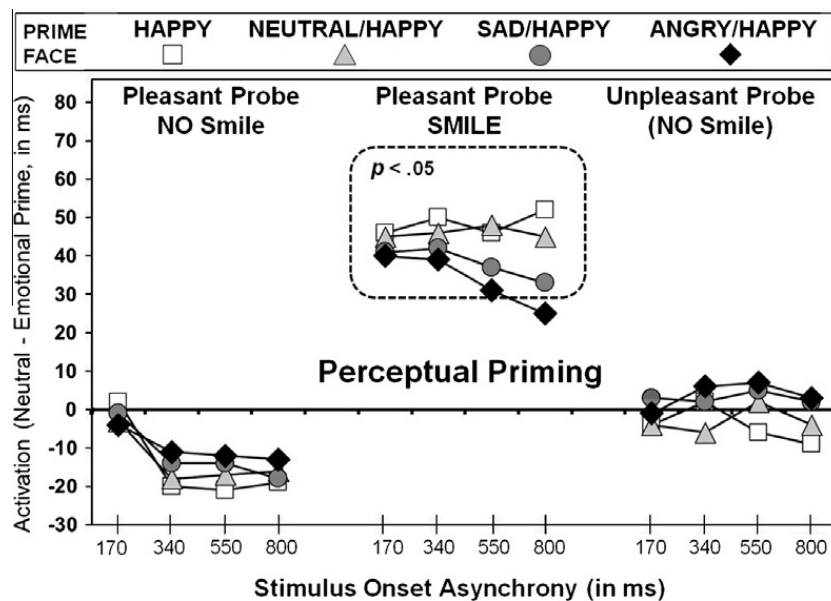 PRIME FACE
HAPPY NEUTRAL/HAPPY SAD/HAPPY ANGRY/HAPPY
Activation (Neutral - Emotional Prime, in ms)
80
70
60
50
40
30
20
10
0
-10
-20
-30
Pleasant Probe
NO Smile
Pleasant Probe
SMILE
Unpleasant Probe
(NO Smile)
p < .05
Perceptual Priming
170 340 550 800 170 340 550 800 170 340 550 800
Stimulus Onset Asynchrony (in ms)